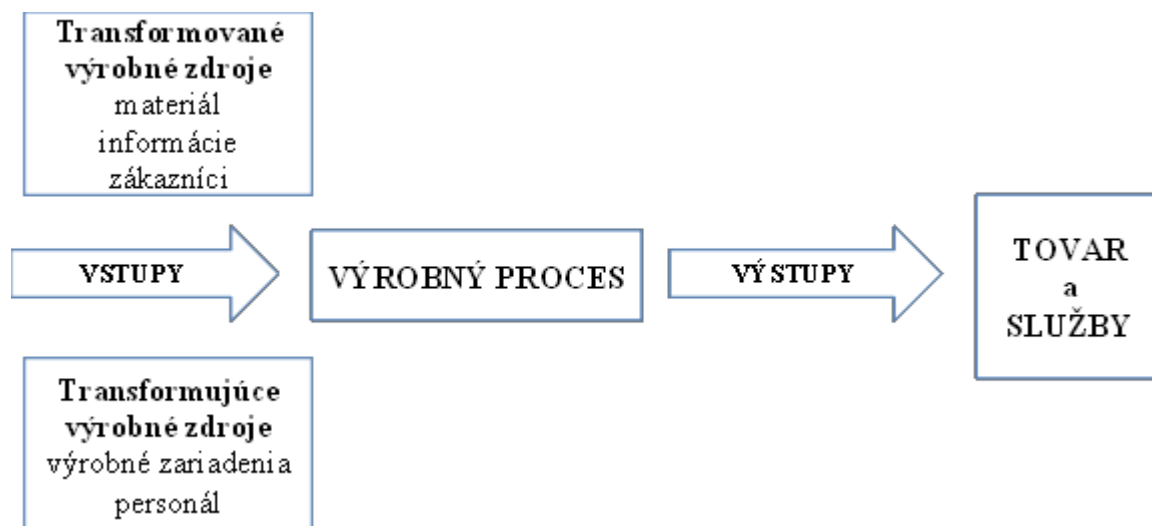 Transformované
výrobné zdroje
materiál
informácie
zákazníci
VSTUPY
VÝROBNÝ PROCES
VÝSTUPY
TOVAR
a
SLUŽBY
Transformujúce
výrobné zdroje
výrobné zariadenia
personál